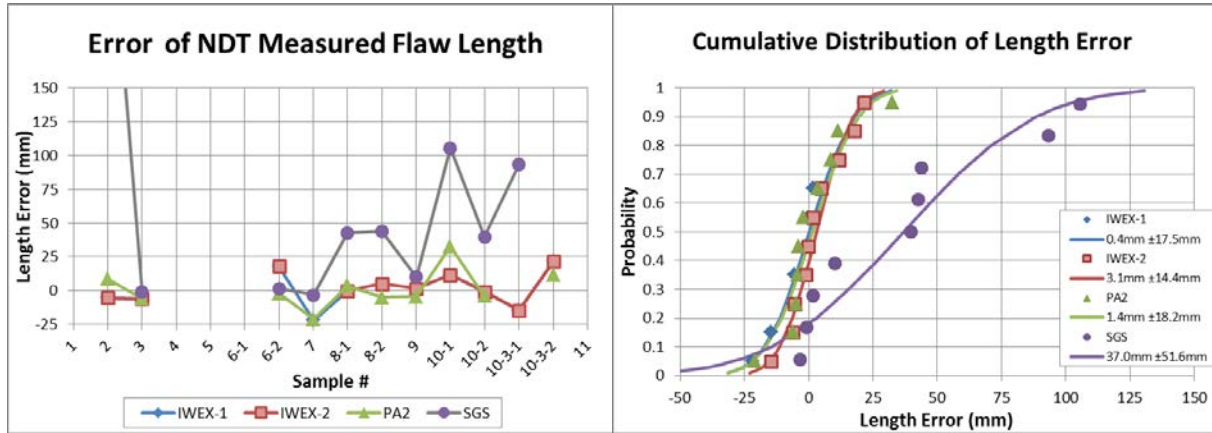 Error of NDT Measured Flaw Length
Length Error (mm)
150
125
100
75
50
25
0
-25
1 2 3 4 5 6-1 6-2 7 8-1 8-2 9 10-1 10-2 10-3-1 10-3-2 11
Sample #
IWEX-1 IWEX-2 PA2 SGS
Cumulative Distribution of Length Error
Probability
1
0.9
0.8
0.7
0.6
0.5
0.4
0.3
0.2
0.1
0
-50 -25 0 25 50 75 100 125 150
Length Error (mm)
IWEX-1
0.4mm ±17.5mm
IWEX-2
3.1mm ±14.4mm
PA2
1.4mm ±18.2mm
SGS
37.0mm ±51.6mm